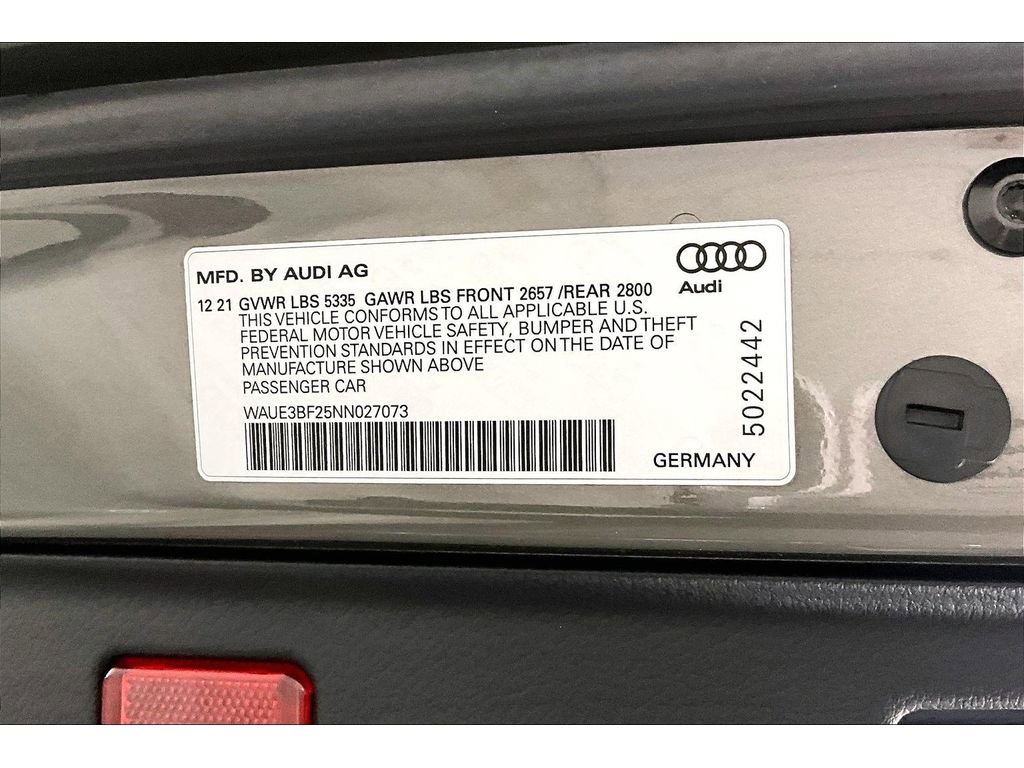 MFD. BY AUDI AG
Audi
12 21 GVWR LBS 5335 GAWR LBS FRONT 2657 /REAR 2800
THIS VEHICLE CONFORMS TO ALL APPLICABLE U.S.
FEDERAL MOTOR VEHICLE SAFETY, BUMPER AND THEFT
PREVENTION STANDARDS IN EFFECT ON THE DATE OF
MANUFACTURE SHOWN ABOVE
PASSENGER CAR
WAUE3BF25NN027073
GERMANY
5022442